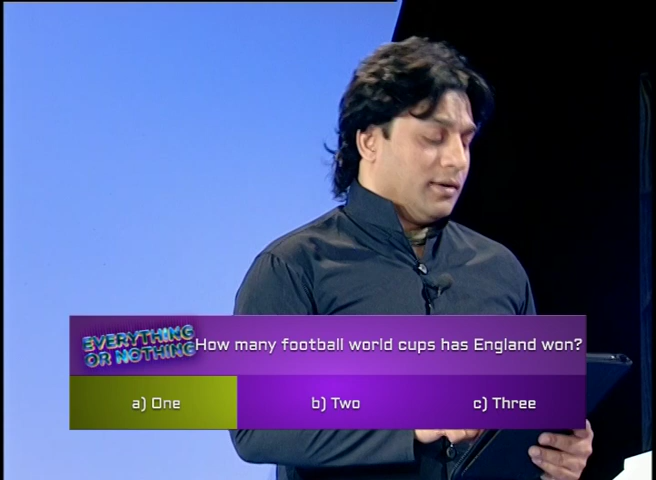 EVERYTHING
OR NOTHING
How many football world cups has England won?
a) One
b) Two
c) Three